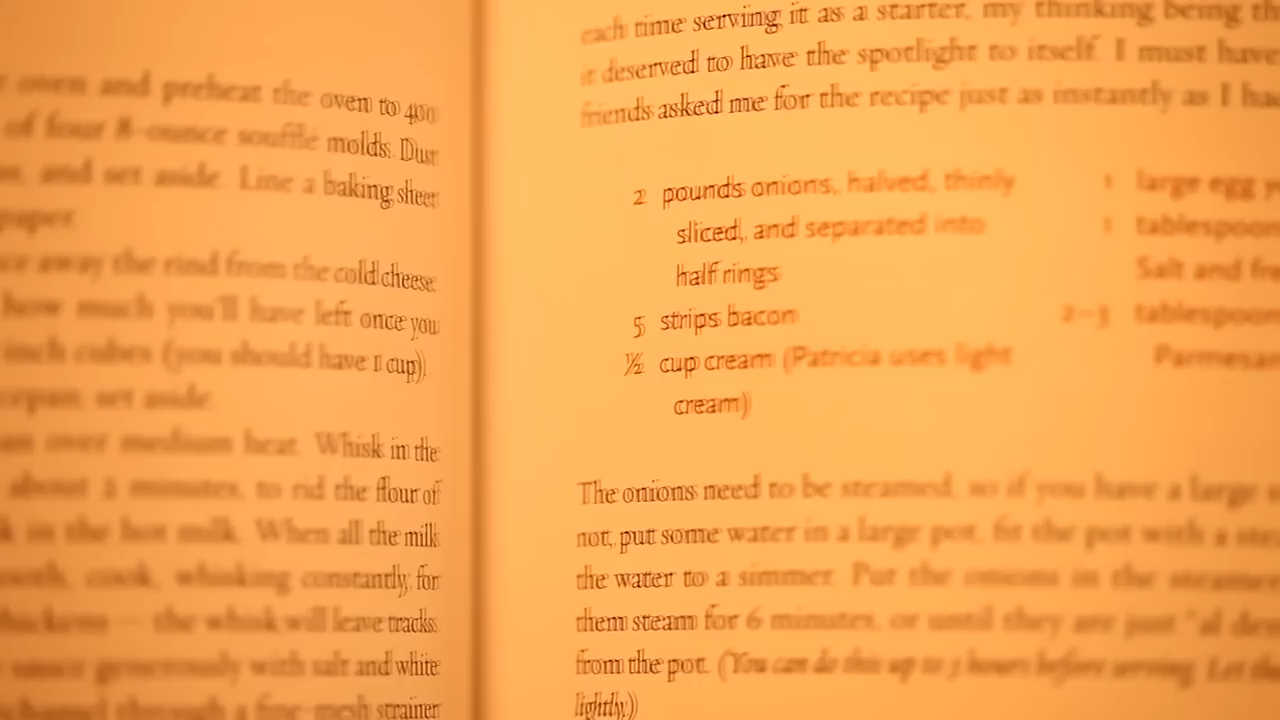 oven and preheat the oven to 400
of four 8-ounce soufflé molds. Dust
and set aside. Line a baking sheet
paper.
away the rind from the cold cheese.
how much you'll have left once you
inch cubes (you should have 1 cup).
set aside.
over medium heat. Whisk in the
about 2 minutes, to rid the flour of
in the hot milk. When all the milk
cook, whisking constantly, for
thickens — the whisk will leave tracks
sauce generously with salt and white
through a fine-mesh strainer
each time serving it as a starter, my thinking being
it deserved to have the spotlight to itself. I must have
friends asked me for the recipe just as instantly as I
2 pounds onions, halved, thinly
sliced, and separated into
half rings
5 strips bacon
½ cup cream (Patricia uses light
cream)
1 large egg
1 tablespoon
Salt and
2–3 tablespoon
Parmesan
The onions need to be steamed, so if you have a large
not, put some water in a large pot, fit the pot with a
the water to a simmer. Put the onions in the steamer
them steam for 6 minutes, or until they are just "al
from the pot. (You can do this up to 3 hours before serving. Let
lightly.)